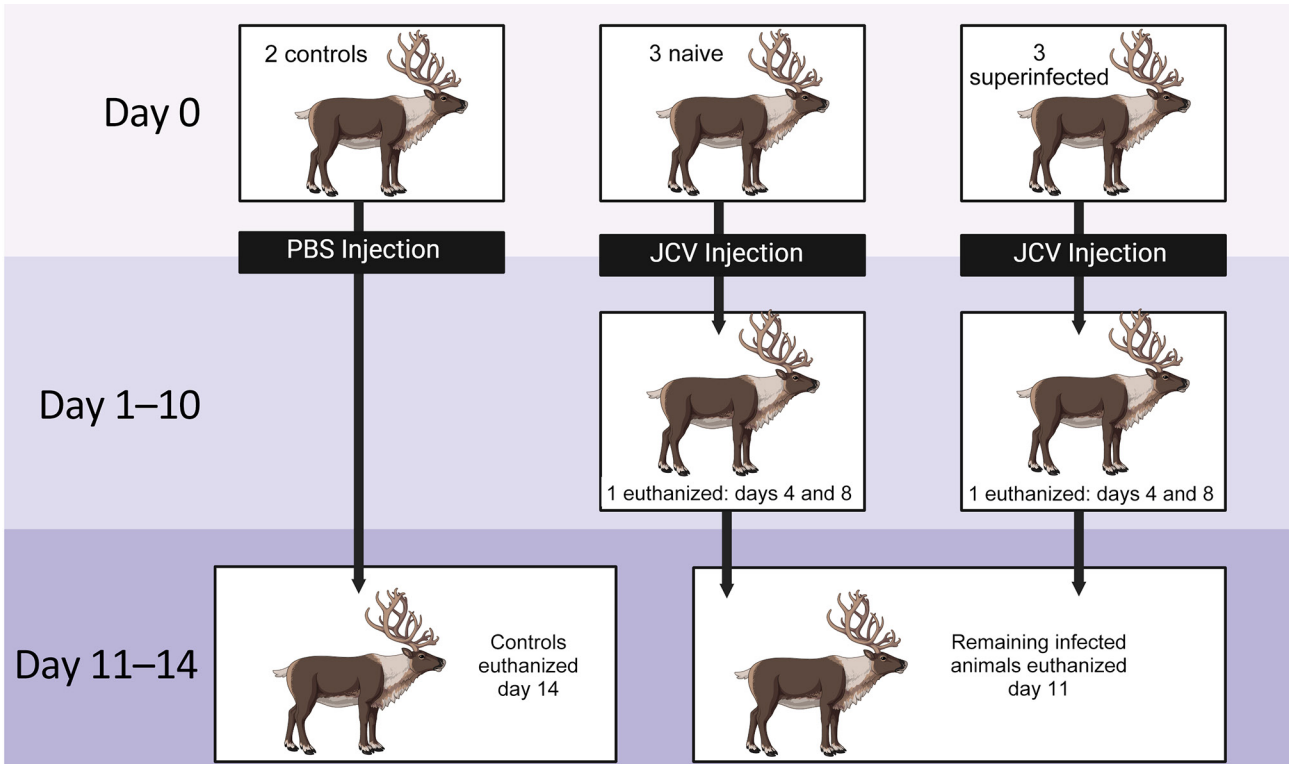 Day 0
2 controls
3 naive
3
superinfected
PBS Injection
JCV Injection
JCV Injection
Day 1–10
1 euthanized: days 4 and 8
1 euthanized: days 4 and 8
Day 11–14
Controls
euthanized
day 14
Remaining infected
animals euthanized
day 11